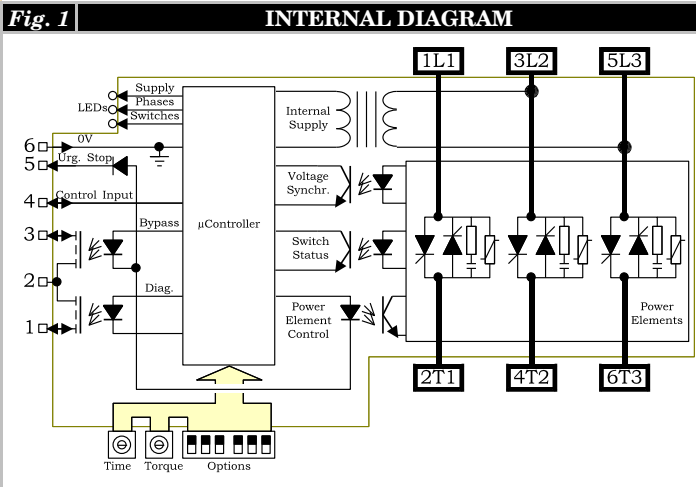 Fig. 1
INTERNAL DIAGRAM
1L1
3L2
5L3
Supply
LEDs
Phases
Switches
Internal
Supply
6
0V
5
Urg. Stop
Voltage
Synchr.
4
Control Input
3
Bypass
µController
Switch
Status
2
Diag.
1
Power
Element
Control
Power
Elements
2T1
4T2
6T3
Time
Torque
Options